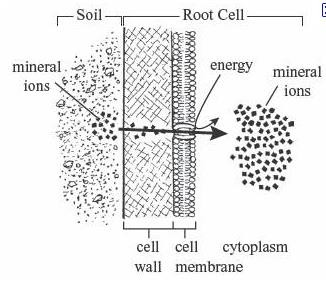 Soil Root Cell
mineral
ions
energy
mineral
ions
cell cell cytoplasm
wall membrane